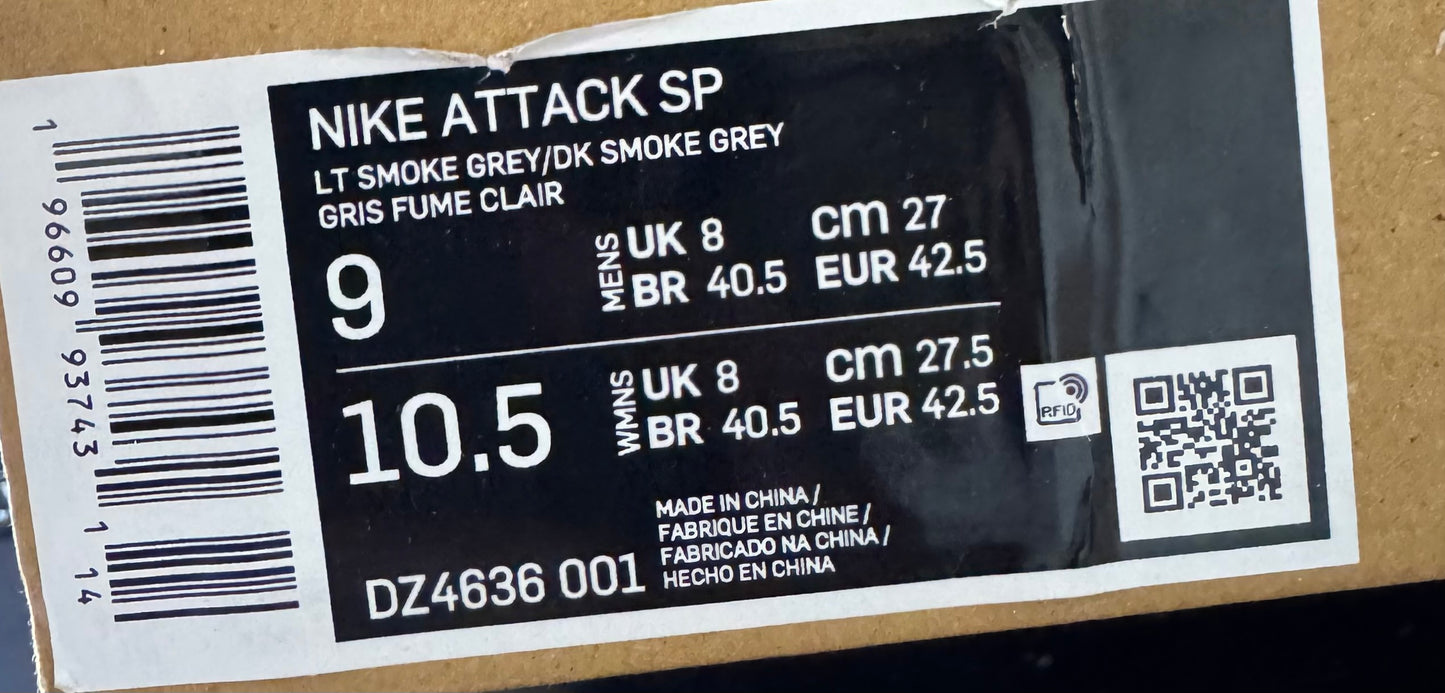 NIKE ATTACK SP
LT SMOKE GREY/DK SMOKE GREY
GRIS FUME CLAIR
9
MENS
UK 8 cm 27
BR 40.5 EUR 42.5
10.5
WMNS
UK 8 cm 27.5
BR 40.5 EUR 42.5
RFID
MADE IN CHINA /
FABRIQUE EN CHINE /
FABRICADO NA CHINA /
HECHO EN CHINA
DZ4636 001
1 96609 93743 1 14